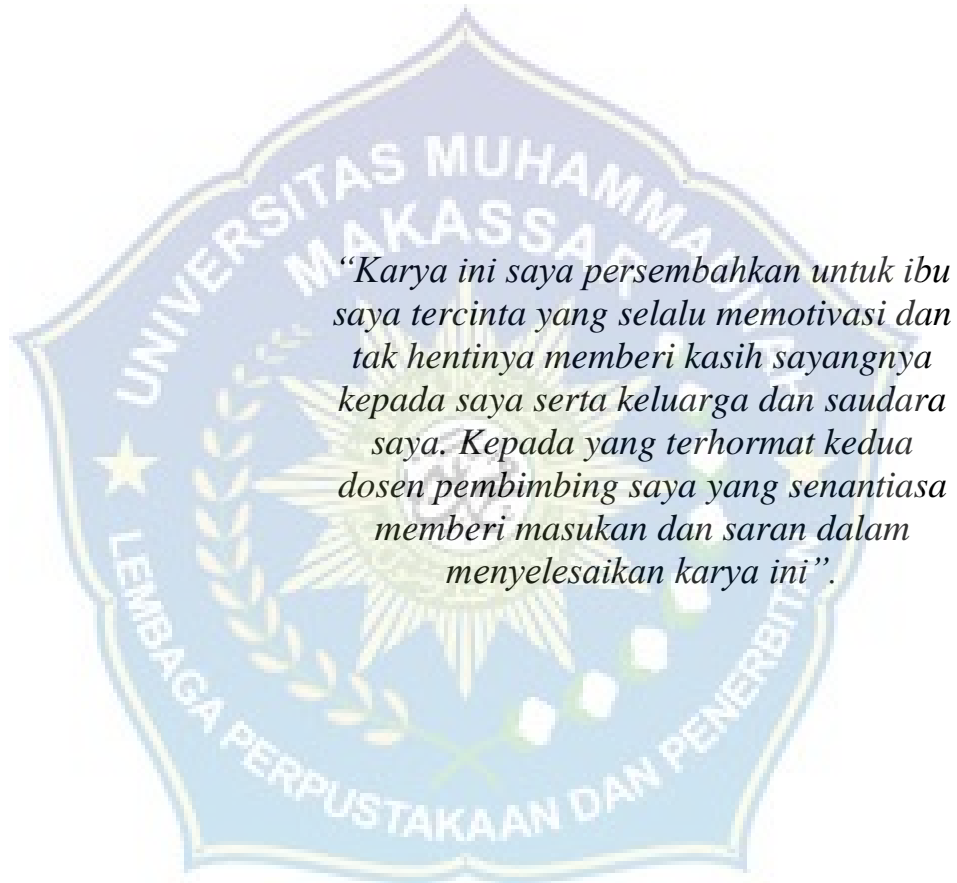 UNIVERSITAS MUHAMMADIYAH
MAKASSAR
“Karya ini saya persembahkan untuk ibu
saya tercinta yang selalu memotivasi dan
tak hentinya memberi kasih sayangnya
kepada saya serta keluarga dan saudara
saya. Kepada yang terhormat kedua
dosen pembimbing saya yang senantiasa
memberi masukan dan saran dalam
menyelesaikan karya ini”.
LEMBAGA PERPUSTAKAAN DAN PENERBITAN